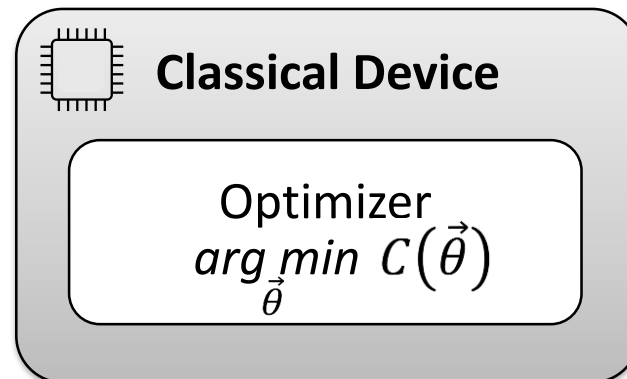 Classical Device
Optimizer
arg min C(θ⃗)
θ⃗